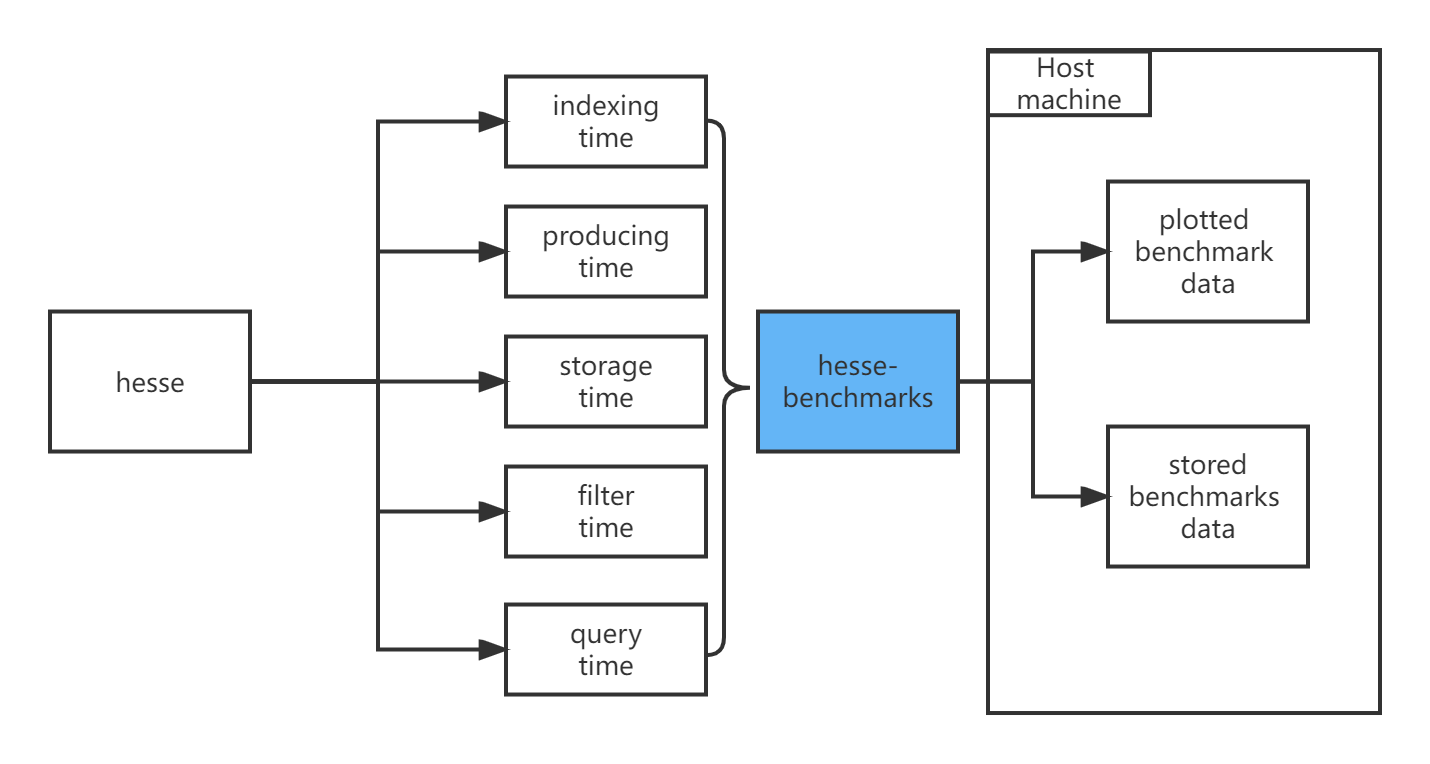 hesse
indexing
time
producing
time
storage
time
filter
time
query
time
hesse-
benchmarks
Host
machine
plotted
benchmark
data
stored
benchmarks
data